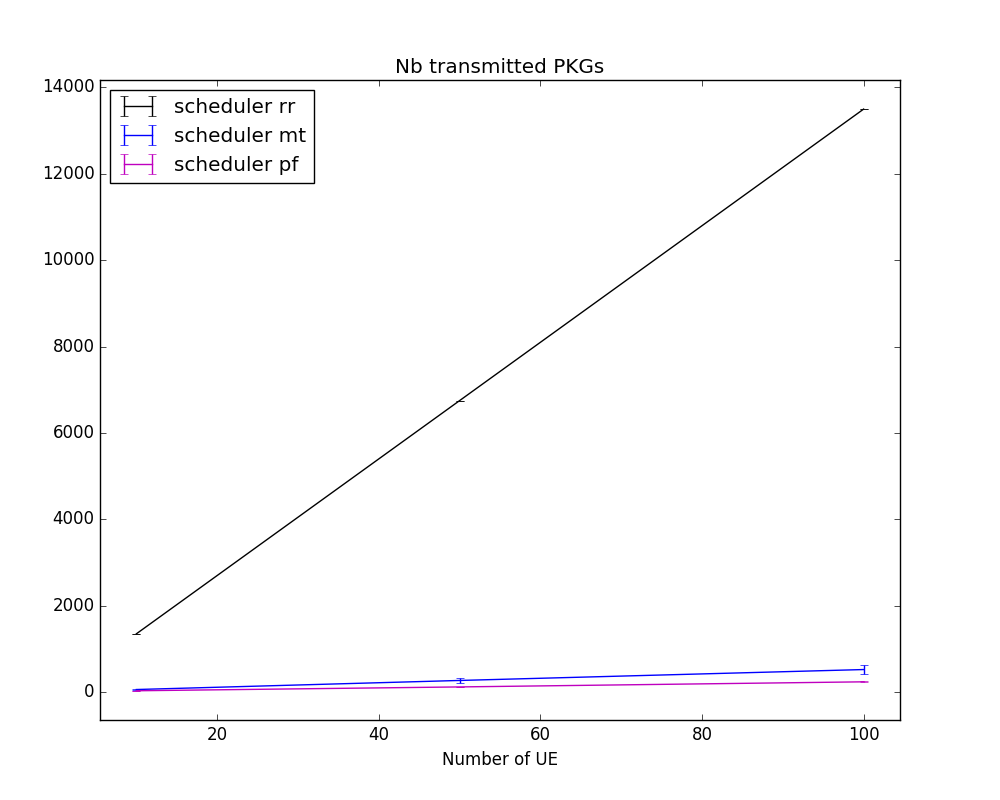 Nb transmitted PKGs
14000
12000
10000
8000
6000
4000
2000
0
scheduler rr
scheduler mt
scheduler pf
20 40 60 80 100
Number of UE